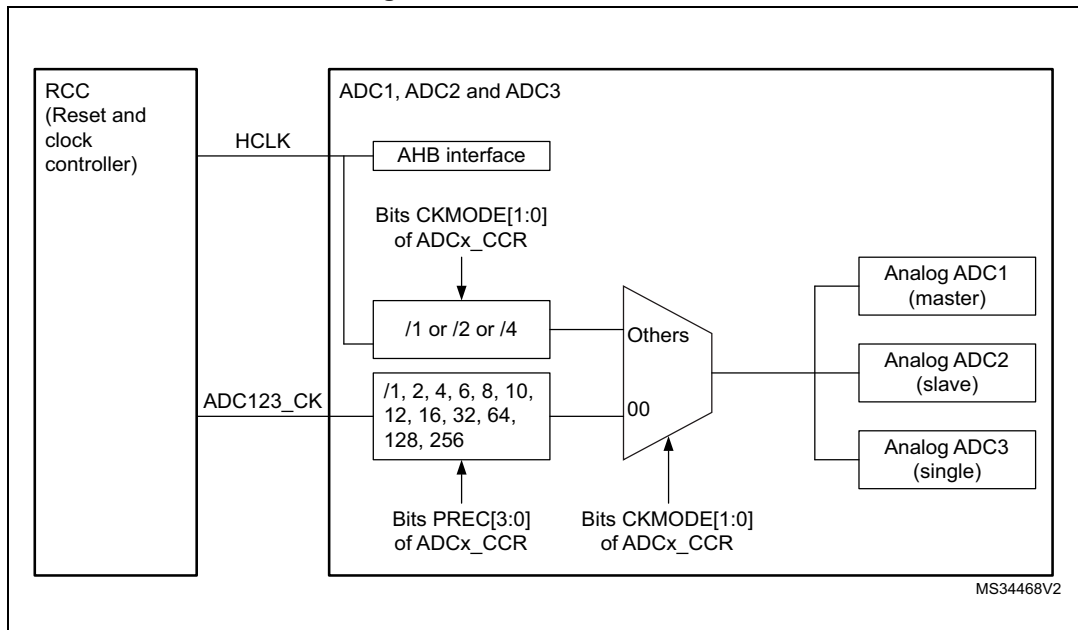 RCC
(Reset and
clock
controller)
HCLK
ADC123_CK
ADC1, ADC2 and ADC3
AHB interface
Bits CKMODE[1:0]
of ADCx_CCR
/1 or /2 or /4
Others
/1, 2, 4, 6, 8, 10,
12, 16, 32, 64,
128, 256
00
Bits PREC[3:0]
of ADCx_CCR
Bits CKMODE[1:0]
of ADCx_CCR
Analog ADC1
(master)
Analog ADC2
(slave)
Analog ADC3
(single)
MS34468V2